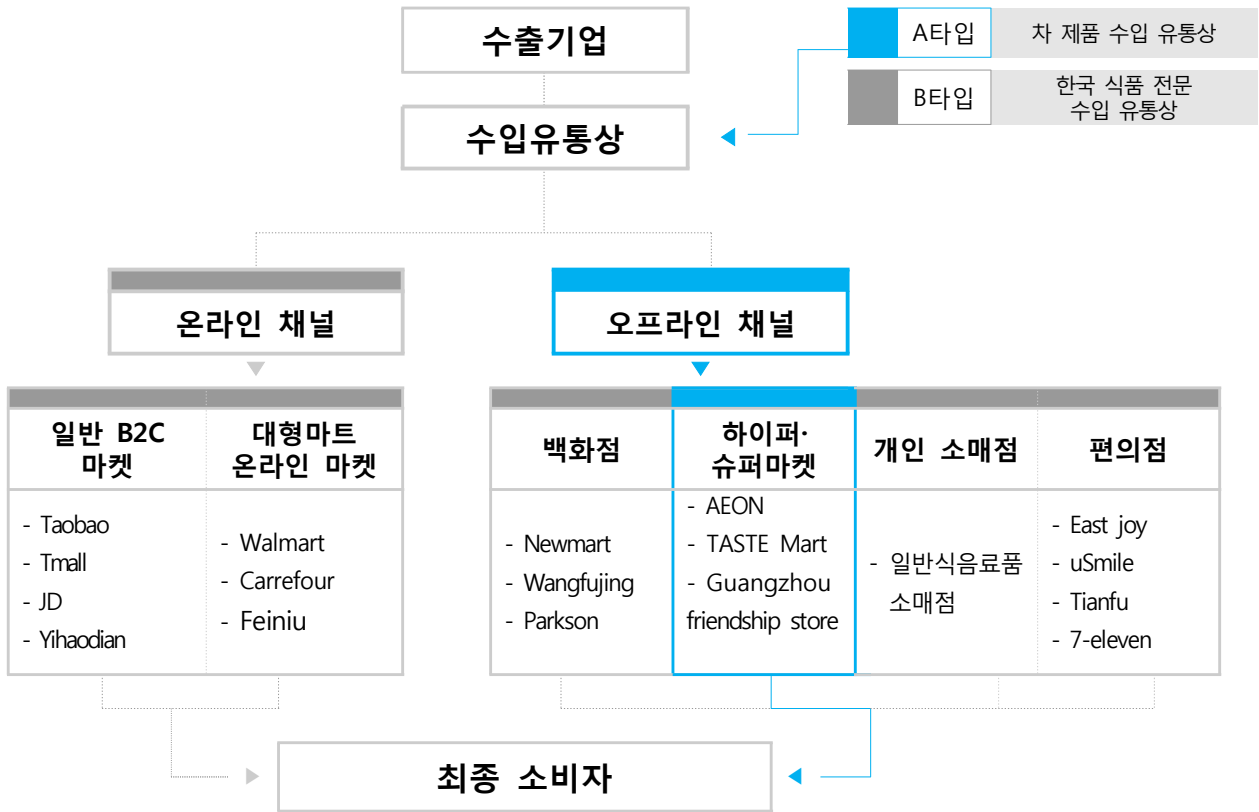 수출기업
A타입
차 제품 수입 유통상
B타입
한국 식품 전문
수입 유통상
수입유통상
온라인 채널
오프라인 채널
일반 B2C
마켓
대형마트
온라인 마켓
백화점
하이퍼·
슈퍼마켓
개인 소매점
편의점
- Taobao
- Tmall
- JD
- Yihaodian
- Walmart
- Carrefour
- Feiniu
- Newmart
- Wangfujing
- Parkson
- AEON
- TASTE Mart
- Guangzhou
friendship store
- 일반식음료품
소매점
- East joy
- uSmile
- Tianfu
- 7-eleven
최종 소비자